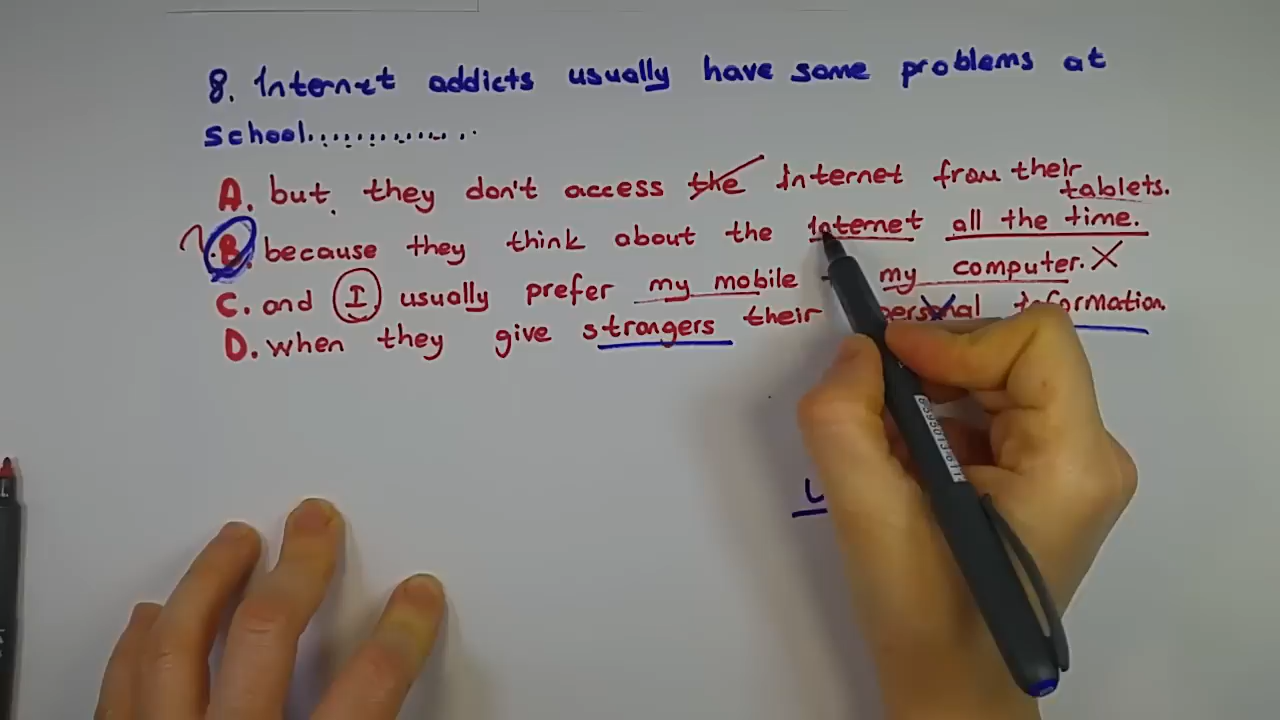 8. Internet addicts usually have some problems at
school.............
A. but they don't access the Internet from their
tablets.
B. because they think about the Internet all the time.
C. and I usually prefer my mobile my computer.
D. when they give strangers their personal information.